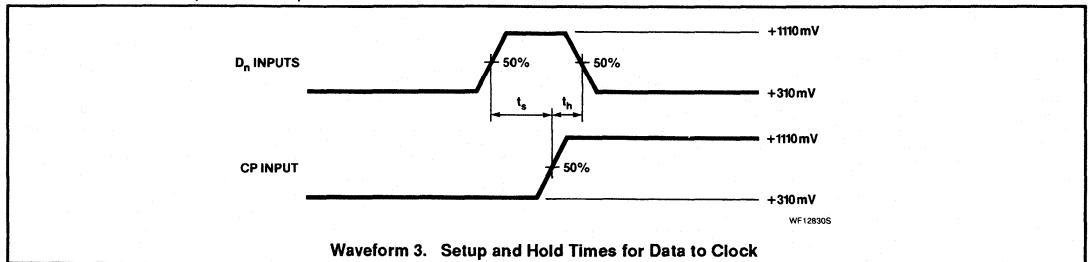 +1110mV
Dn INPUTS
50%
50%
+310mV
ts
th
+1110mV
CP INPUT
50%
+310mV
WF12830S
Waveform 3. Setup and Hold Times for Data to Clock